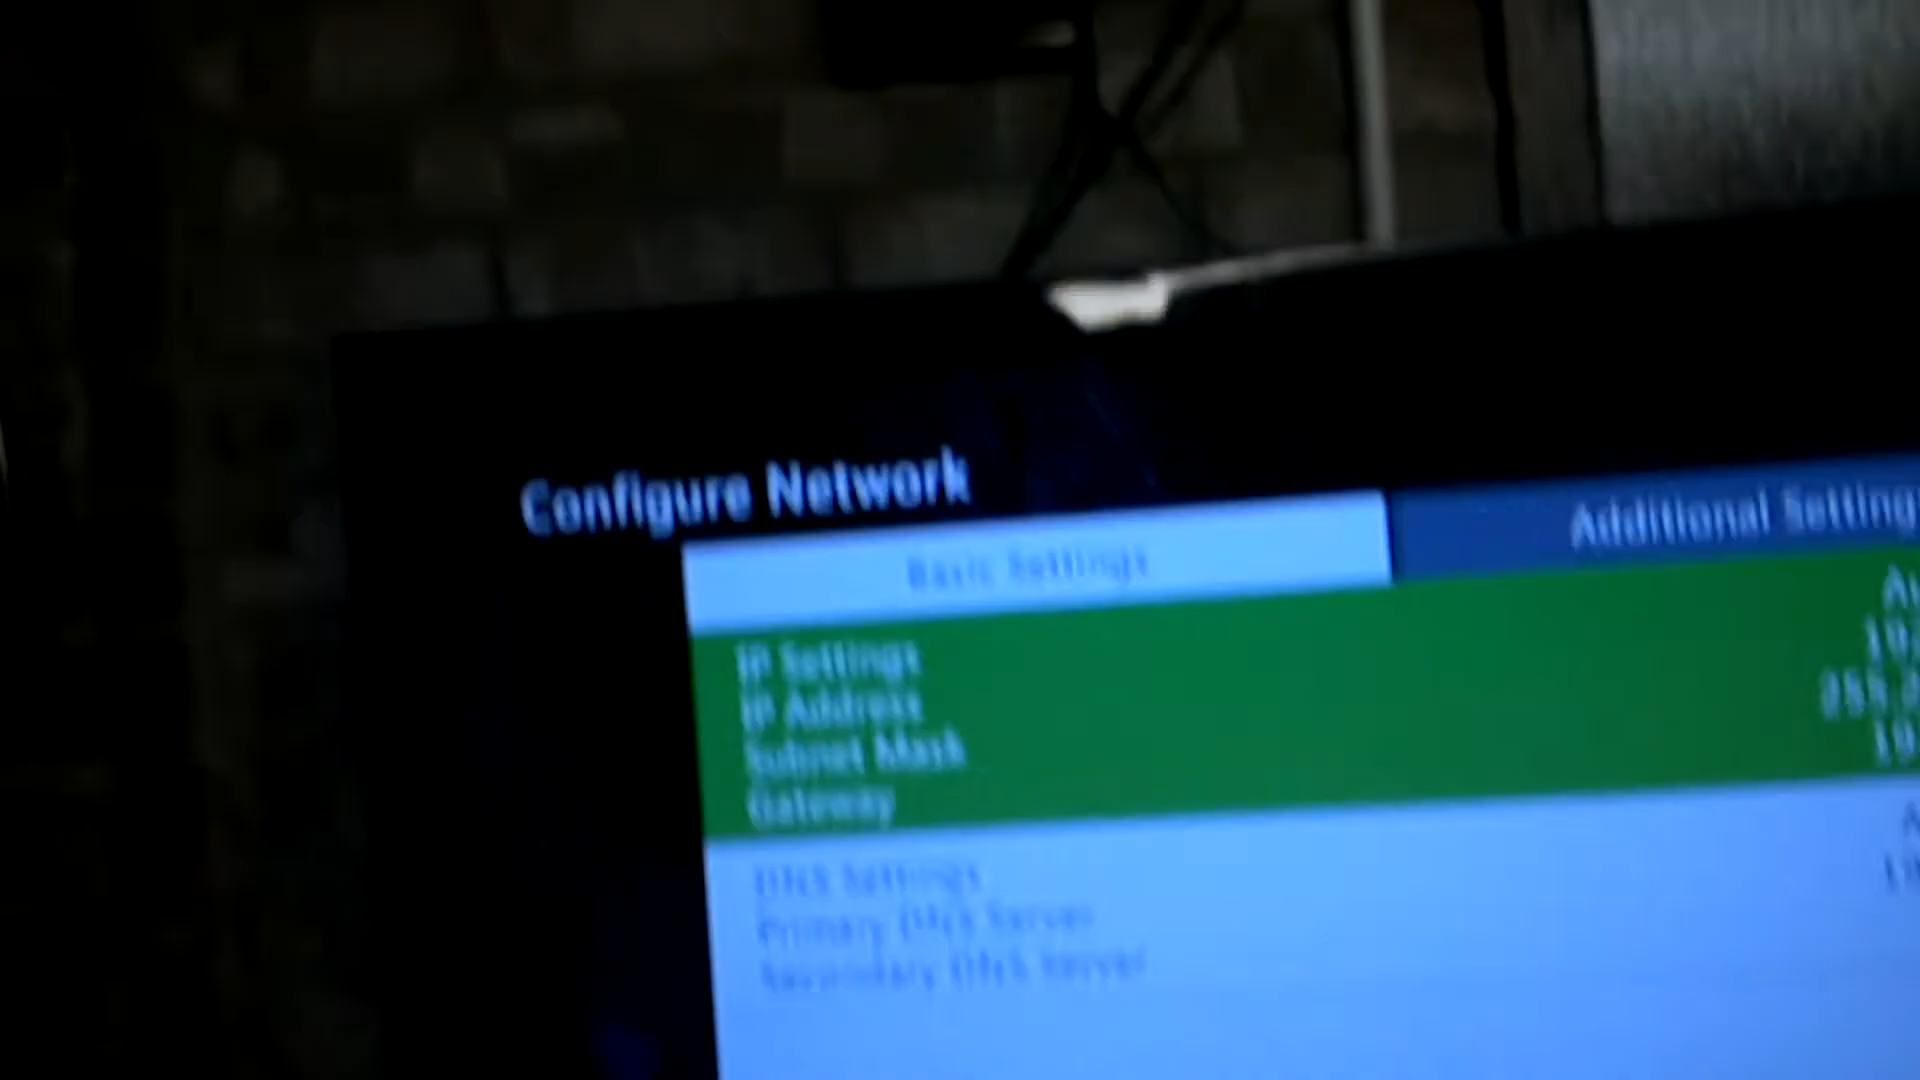 Configure Network
Basic Settings
Additional
IP Settings
IP Address
Subnet Mask
Gateway
DNS Settings
Primary DNS Server
Secondary DNS Server